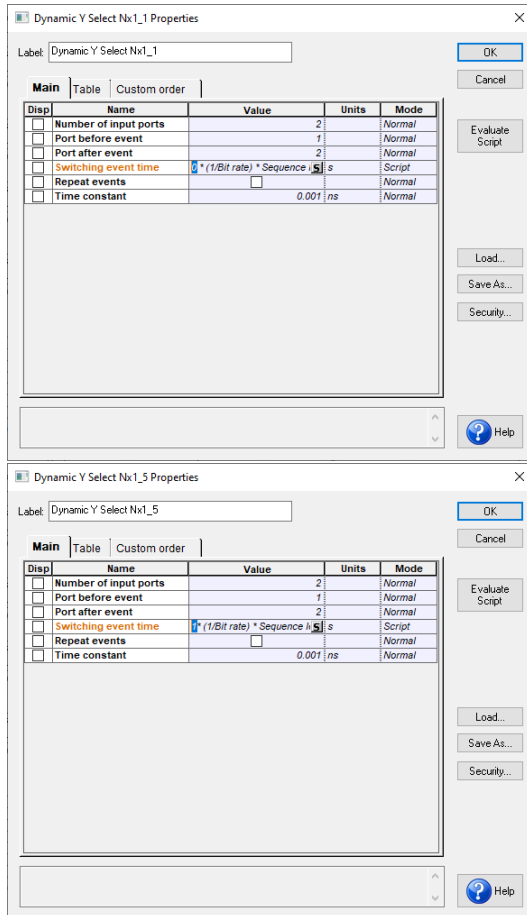 Dynamic Y Select Nx1_1 Properties
Label: Dynamic Y Select Nx1_1
OK
Cancel
Main Table Custom order
Disp Name Value Units Mode
Number of input ports 2 Normal
Port before event 1 Normal
Port after event 2 Normal
Switching event time 0 * (1/Bit rate) * Sequence S s Script
Repeat events Normal
Time constant 0.001 ns Normal
Evaluate
Script
Load...
Save As...
Security...
? Help
Dynamic Y Select Nx1_5 Properties
Label: Dynamic Y Select Nx1_5
OK
Cancel
Main Table Custom order
Disp Name Value Units Mode
Number of input ports 2 Normal
Port before event 1 Normal
Port after event 2 Normal
Switching event time 1 * (1/Bit rate) * Sequence S s Script
Repeat events Normal
Time constant 0.001 ns Normal
Evaluate
Script
Load...
Save As...
Security...
? Help